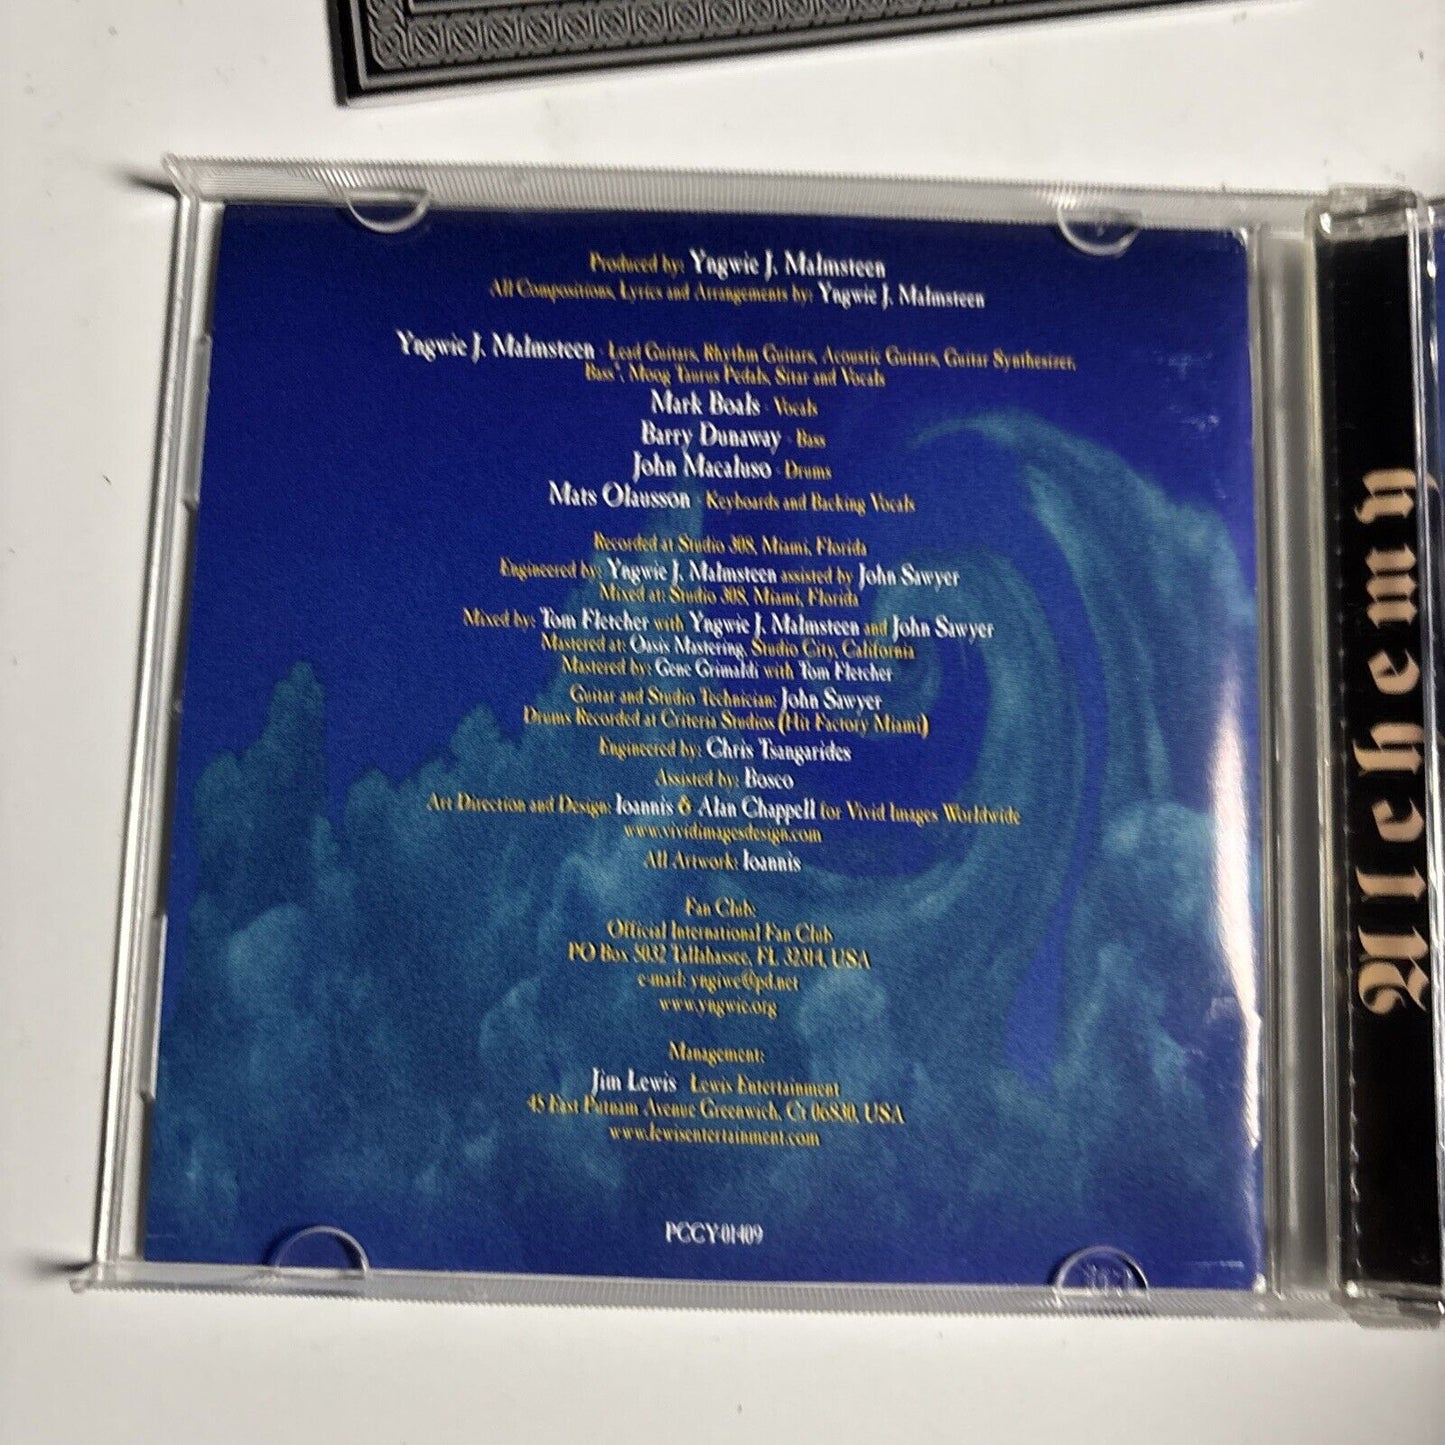 Produced by: Yngwie J. Malmsteen
All Compositions, Lyrics and Arrangements by: Yngwie J. Malmsteen
Yngwie J. Malmsteen · Lead Guitars, Rhythm Guitars, Acoustic Guitars, Guitar Synthesizer,
Bass*, Moog Taurus Pedals, Sitar and Vocals
Mark Boals · Vocals
Barry Dunaway · Bass
John Macaluso · Drums
Mats Olausson · Keyboards and Backing Vocals
Recorded at Studio 308, Miami, Florida
Engineered by: Yngwie J. Malmsteen assisted by John Sawyer
Mixed at: Studio 308, Miami, Florida
Mixed by: Tom Fletcher with Yngwie J. Malmsteen and John Sawyer
Mastered at: Oasis Mastering, Studio City, California
Mastered by: Gene Grimaldi with Tom Fletcher
Guitar and Studio Technician: John Sawyer
Drums Recorded at Criteria Studios (Hit Factory Miami)
Engineered by: Chris Tsangarides
Assisted by: Bosco
Art Direction and Design: Ioannis & Alan Chappell for Vivid Images Worldwide
www.vividimagesdesign.com
All Artwork: Ioannis
Fan Club:
Official International Fan Club
PO Box 5032 Tallahassee, FL 32314, USA
e-mail: yngiwe@pd.net
www.yngwie.org
Management:
Jim Lewis · Lewis Entertainment
45 East Putnam Avenue Greenwich, Ct 06830, USA
www.lewisentertainment.com
PCCY-01409
Alchemy